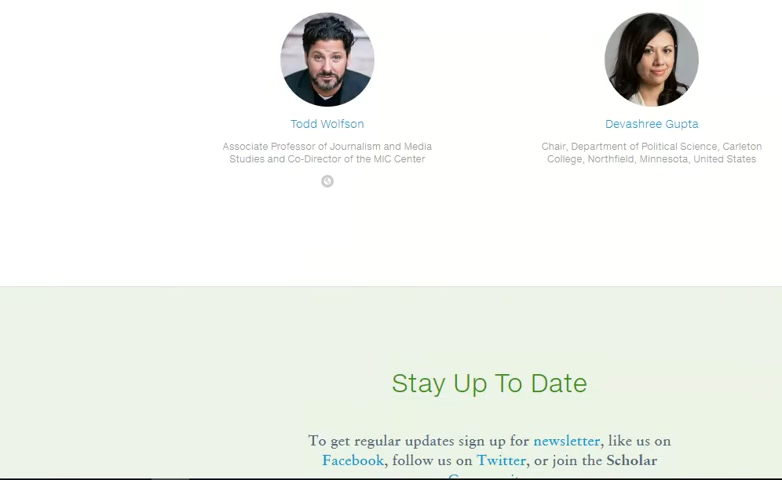 Todd Wolfson
Associate Professor of Journalism and Media
Studies and Co-Director of the MIC Center
Devashree Gupta
Chair, Department of Political Science, Carleton
College, Northfield, Minnesota, United States
Stay Up To Date
To get regular updates sign up for newsletter, like us on
Facebook, follow us on Twitter, or join the Scholar